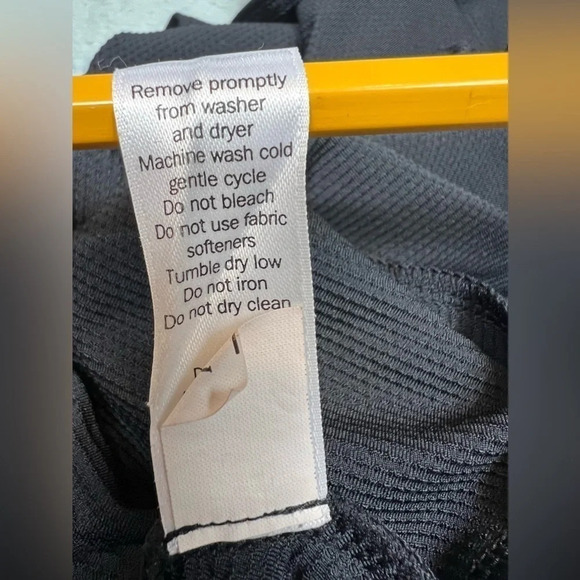 Remove promptly
from washer
and dryer
Machine wash cold
gentle cycle
Do not bleach
Do not use fabric
softeners
Tumble dry low
Do not iron
Do not dry clean